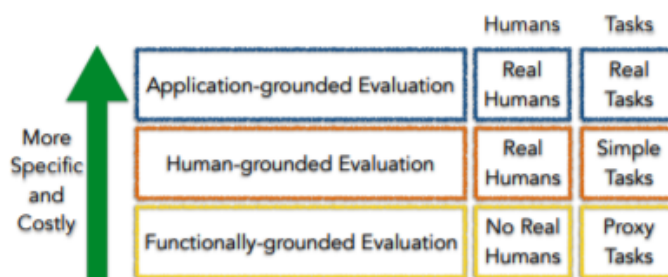 Humans Tasks
Application-grounded Evaluation
Real
Humans
Real
Tasks
More
Specific
and
Costly
Human-grounded Evaluation
Real
Humans
Simple
Tasks
Functionally-grounded Evaluation
No Real
Humans
Proxy
Tasks